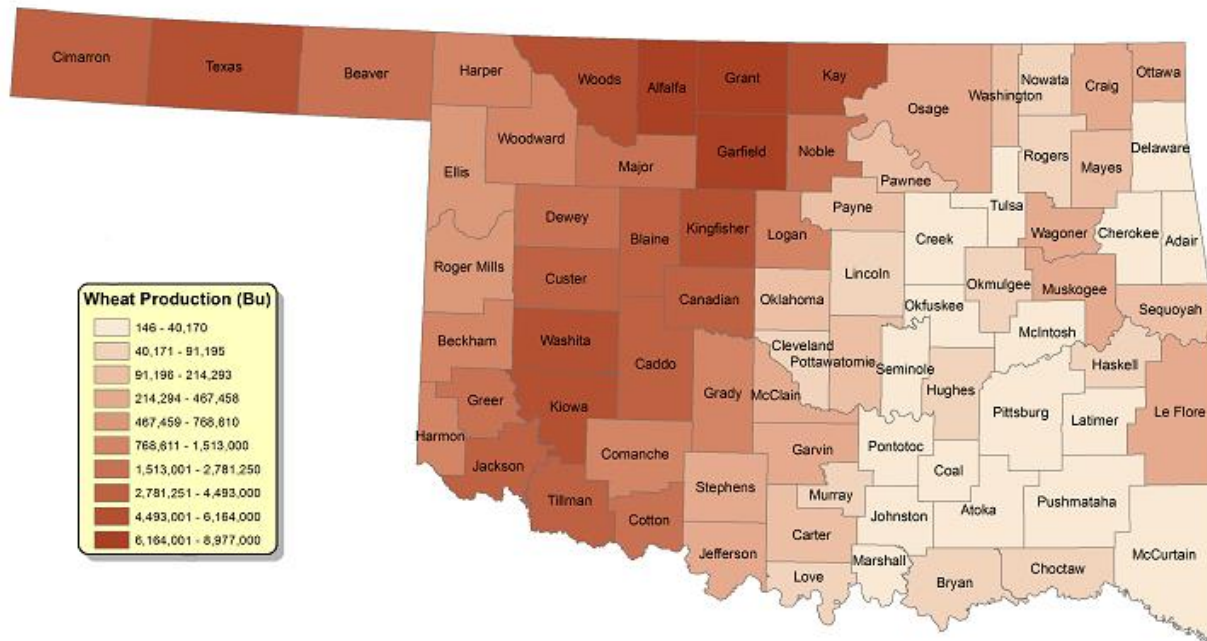 Cimarron
Texas
Beaver
Harper
Woods
Alfalfa
Grant
Kay
Osage
Washington
Nowata
Craig
Ottawa
Woodward
Ellis
Major
Garfield
Noble
Pawnee
Rogers
Mayes
Delaware
Dewey
Blaine
Kingfisher
Logan
Payne
Creek
Tulsa
Wagoner
Cherokee
Adair
Roger Mills
Custer
Canadian
Oklahoma
Lincoln
Okmulgee
Okfuskee
Muskogee
Sequoyah
McIntosh
Beckham
Washita
Caddo
Grady
Cleveland
Pottawatomie
McClain
Seminole
Hughes
Haskell
Pittsburg
Latimer
Le Flore
Greer
Kiowa
Harmon
Jackson
Comanche
Tillman
Cotton
Stephens
Garvin
Pontotoc
Coal
Murray
Johnston
Atoka
Pushmataha
McCurtain
Jefferson
Carter
Love
Marshall
Bryan
Choctaw
Wheat Production (Bu)
146 - 40,170
40,171 - 91,195
91,196 - 214,293
214,294 - 467,458
467,459 - 768,610
768,611 - 1,513,000
1,513,001 - 2,781,250
2,781,251 - 4,493,000
4,493,001 - 6,164,000
6,164,001 - 8,977,000